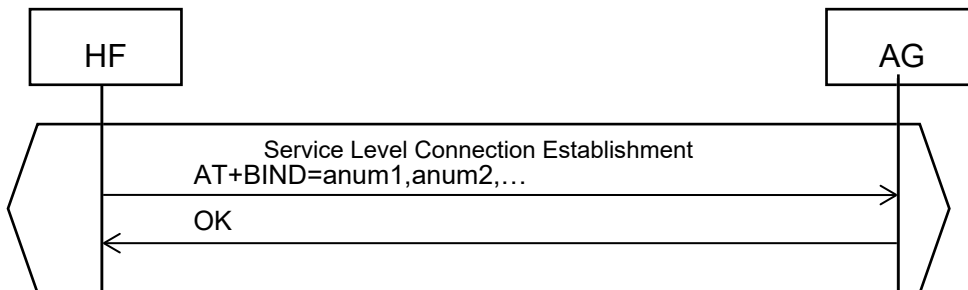 HF
AG
Service Level Connection Establishment
AT+BIND=anum1,anum2,…
OK